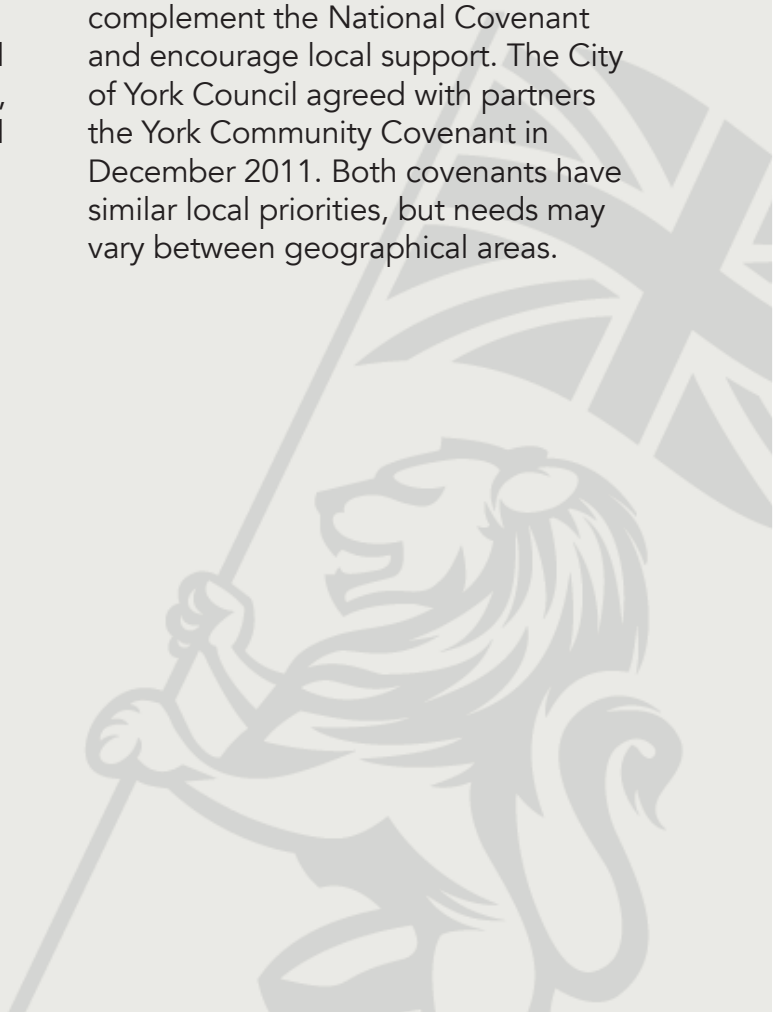 complement the National Covenant
and encourage local support. The City
of York Council agreed with partners
the York Community Covenant in
December 2011. Both covenants have
similar local priorities, but needs may
vary between geographical areas.